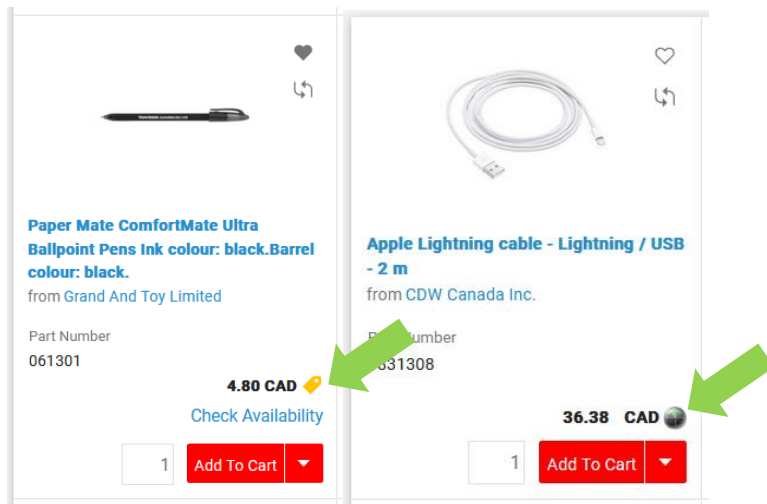 Paper Mate ComfortMate Ultra
Ballpoint Pens Ink colour: black.Barrel
colour: black.
from Grand And Toy Limited
Part Number
061301
4.80 CAD
Check Availability
1
Add To Cart
Apple Lightning cable - Lightning / USB
- 2 m
from CDW Canada Inc.
umber
831308
36.38 CAD
1
Add To Cart